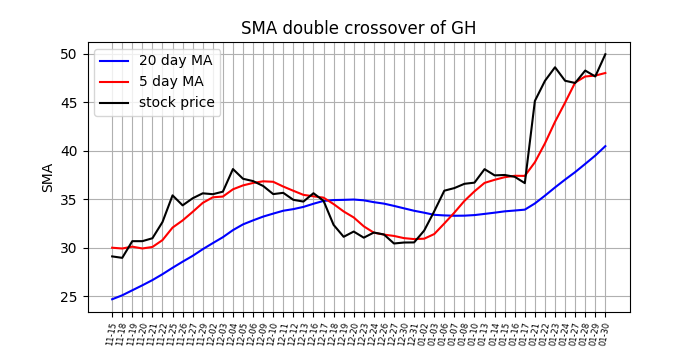 SMA double crossover of GH
20 day MA
5 day MA
stock price
50
45
40
35
30
25
SMA
11-15 11-18 11-19 11-20 11-21 11-22 11-25 11-26 11-27 11-29 12-02 12-03 12-04 12-05 12-06 12-09 12-10 12-11 12-12 12-13 12-16 12-17 12-18 12-19 12-20 12-23 12-24 12-26 12-27 12-30 12-31 01-02 01-03 01-06 01-07 01-08 01-10 01-13 01-14 01-15 01-16 01-17 01-21 01-22 01-23 01-24 01-27 01-28 01-29 01-30